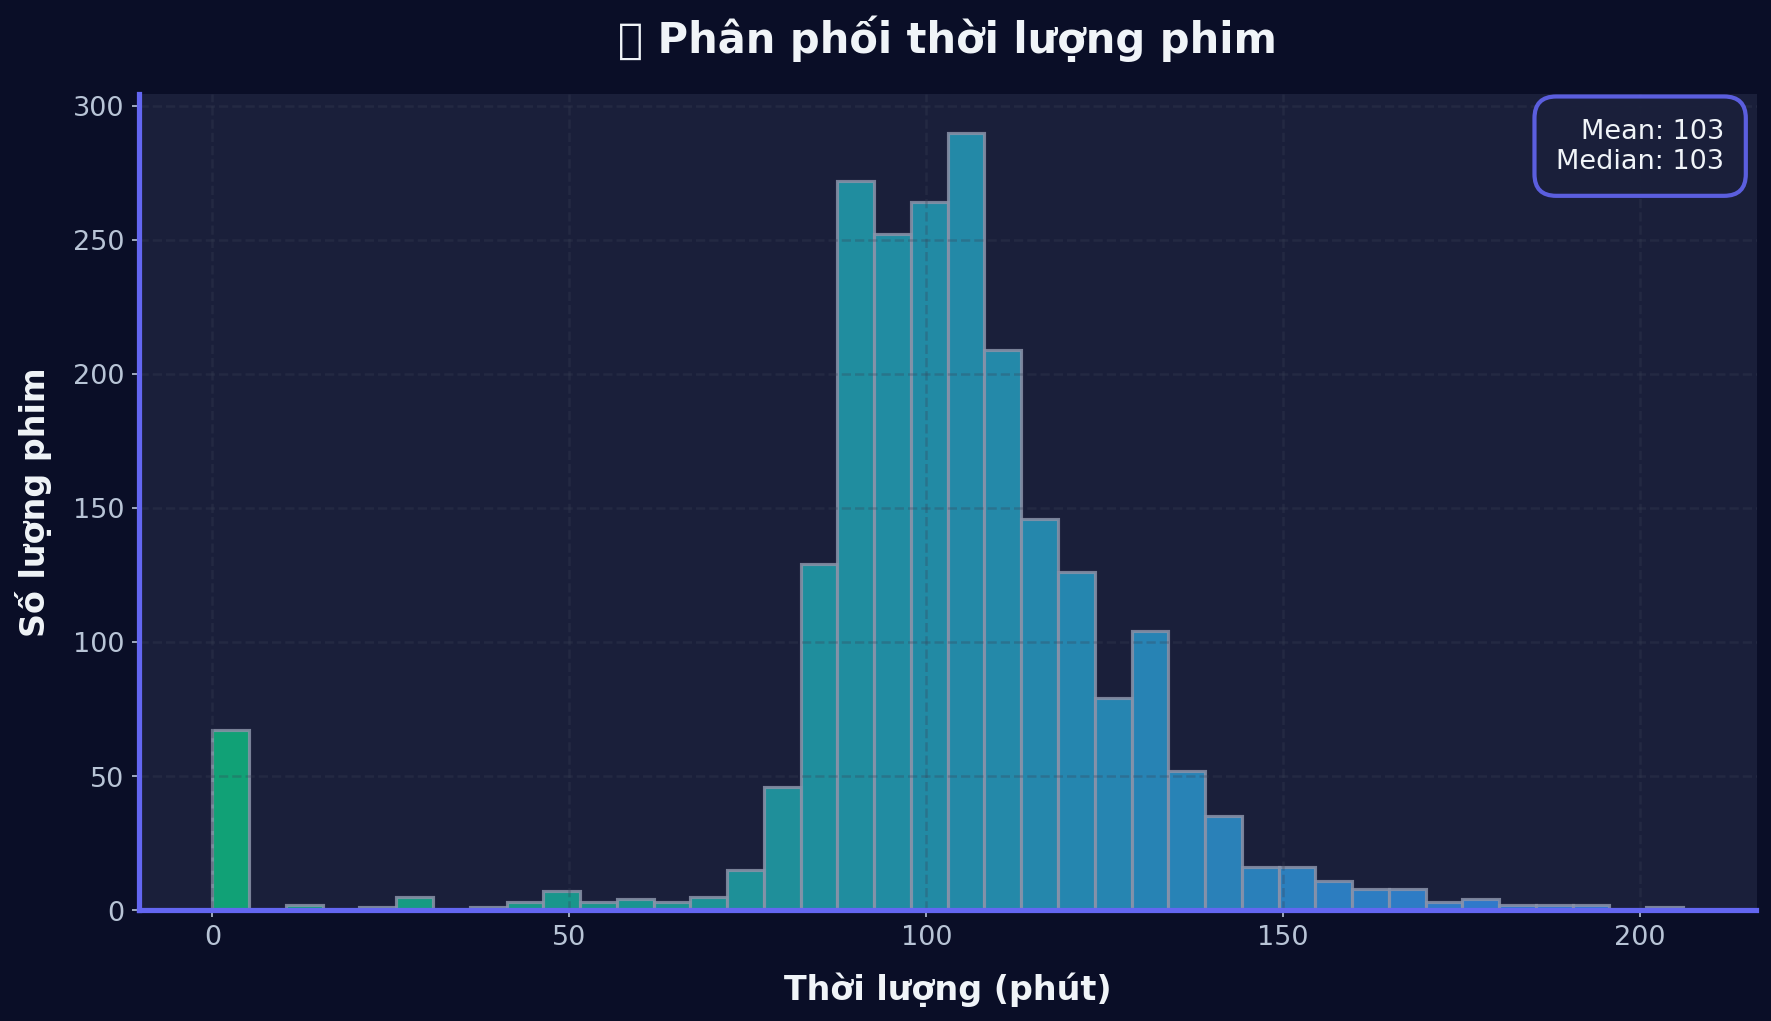 Phân phối thời lượng phim
Mean: 103
Median: 103
Số lượng phim
300
250
200
150
100
50
0
0 50 100 150 200
Thời lượng (phút)